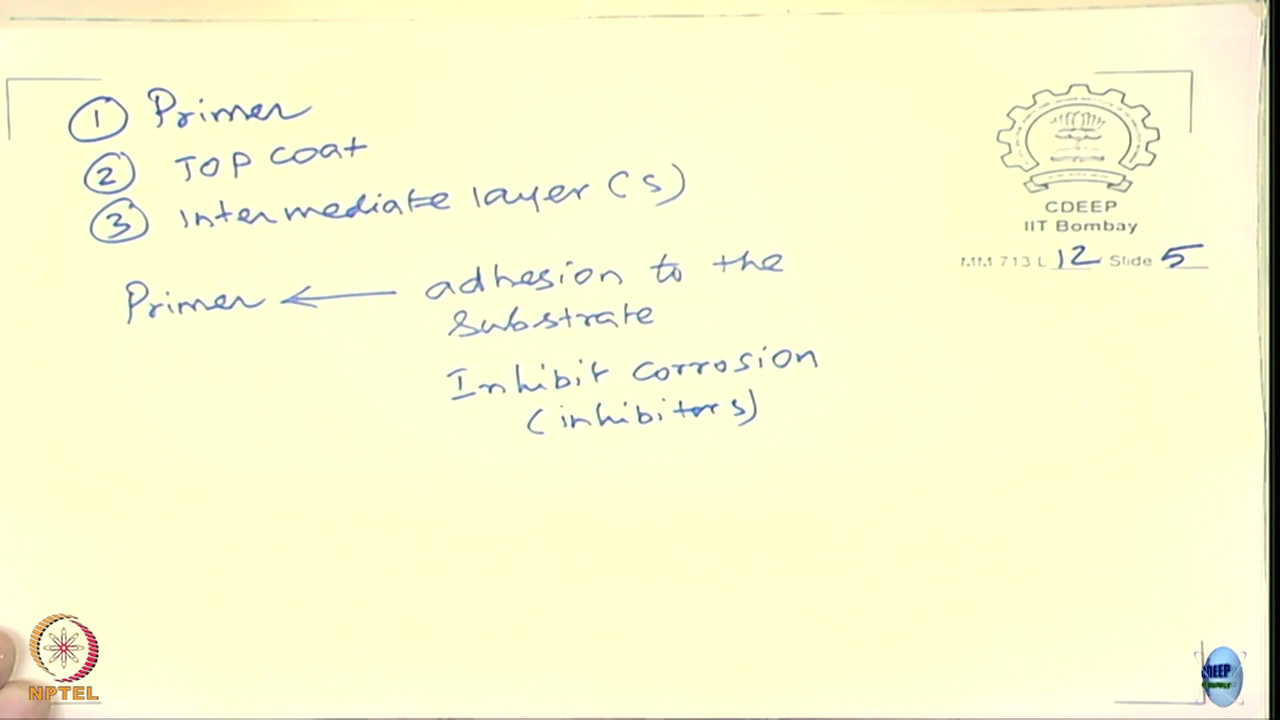 ① Primer
② TOP coat
③ Intermediate layer (s)
Primer ← adhesion to the
substrate
Inhibit corrosion
(inhibitors)
CDEEP
IIT Bombay
MM 713 L 12 Slide 5
NPTEL
CDEEP